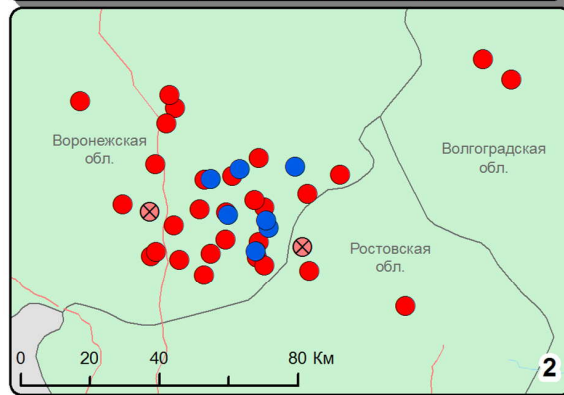 Воронежская
обл.
Волгоградская
обл.
Ростовская
обл.
0 20 40 80 Км
2